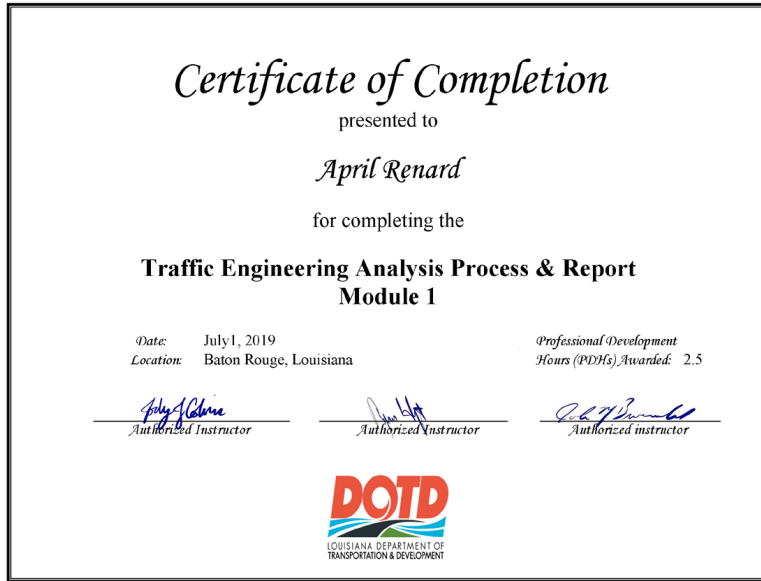 Certificate of Completion
presented to
April Renard
for completing the
Traffic Engineering Analysis Process & Report
Module 1
Date: July1, 2019
Location: Baton Rouge, Louisiana
Professional Development
Hours (PDHs) Awarded: 2.5
Authorized Instructor
Authorized Instructor
Authorized instructor
DOTD
LOUISIANA DEPARTMENT OF
TRANSPORTATION & DEVELOPMENT